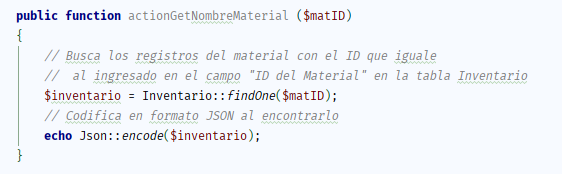 public function actionGetNombreMaterial ($matID)
{
// Busca los registros del material con el ID que iguale
//  al ingresado en el campo "ID del Material" en la tabla Inventario
$inventario = Inventario::findOne($matID);
// Codifica en formato JSON al encontrarlo
echo Json::encode($inventario);
}